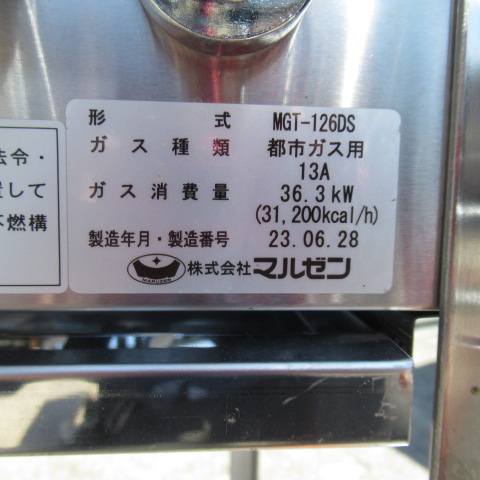 法令・
置して
不燃構
形式 MGT-126DS
ガス種類 都市ガス用
13A
ガス消費量 36.3kW
(31,200kcal/h)
製造年月・製造番号 23.06.28
MARUZEN 株式会社マルゼン